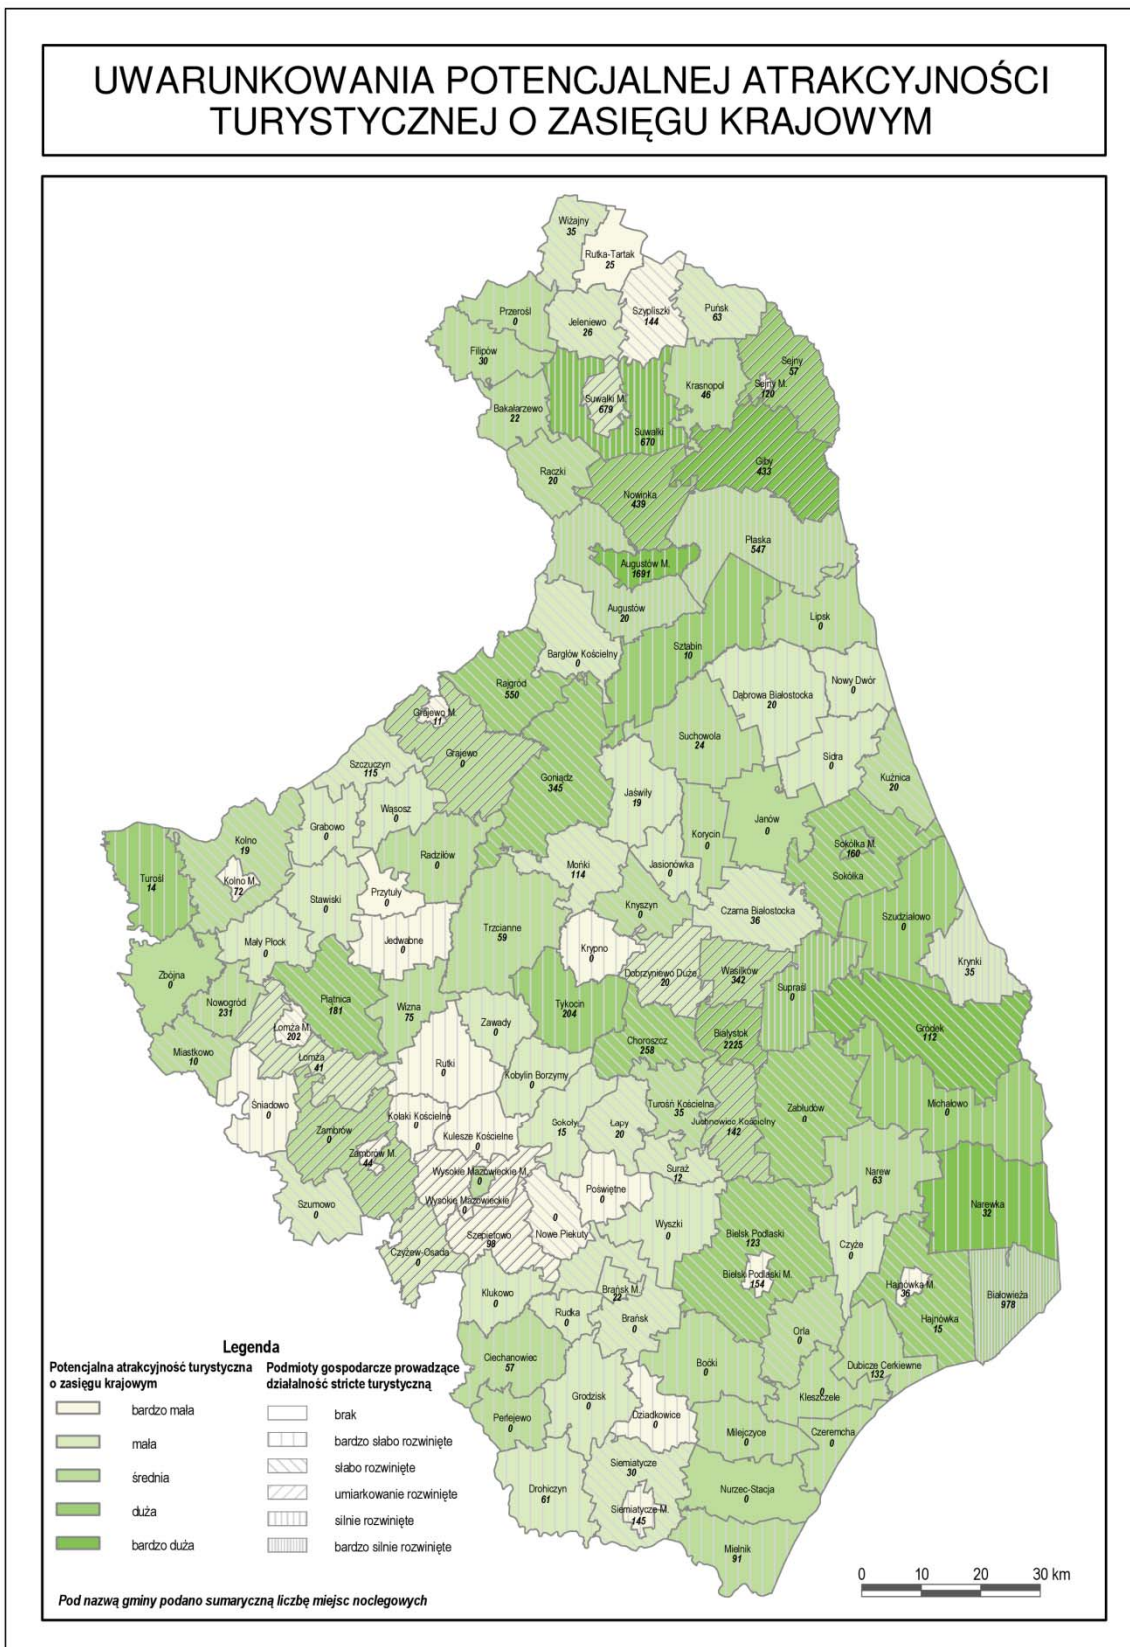 UWARUNKOWANIA POTENCJALNEJ ATRAKCYJNOŚCI
TURYSTYCZNEJ O ZASIĘGU KRAJOWYM
Wiżajny
35
Rutka-Tartak
25
Szypliszki
144
Puńsk
63
Przerośl
0
Jeleniewo
26
Filipów
30
Sejny
57
Sejny M.
120
Krasnopol
46
Suwałki M.
679
Bakałarzewo
22
Suwałki
670
Giby
433
Raczki
20
Nowinka
439
Płaska
547
Augustów M.
1691
Augustów
20
Lipsk
0
Sztabin
10
Bargłów Kościelny
0
Rajgród
550
Nowy Dwór
0
Dąbrowa Białostocka
20
Grajewo M.
11
Grajewo
0
Suchowola
24
Sidra
0
Szczuczyn
115
Goniądz
345
Kuźnica
20
Jaświły
19
Wąsosz
0
Grabowo
0
Janów
0
Korycin
0
Kolno
19
Sokółka M.
160
Radziłów
0
Mońki
114
Jasionówka
0
Sokółka
Turośl
14
Kolno M.
72
Przytuły
0
Stawiski
0
Knyszyn
0
Czarna Białostocka
36
Szudziałowo
0
Trzcianne
59
Mały Płock
0
Jedwabne
0
Krypno
0
Krynki
35
Zbójna
0
Dobrzyniewo Duże
20
Wasilków
342
Supraśl
0
Nowogród
231
Piątnica
181
Wizna
75
Tykocin
204
Łomża M.
202
Zawady
0
Białystok
2225
Gródek
112
Choroszcz
258
Miastkowo
10
Łomża
41
Rutki
0
Kobylin Borzymy
0
Śniadowo
0
Turośń Kościelna
35
Zabłudów
0
Michałowo
0
Kołaki Kościelne
0
Sokoły
15
Łapy
20
Juchnowiec Kościelny
142
Zambrów
0
Kulesze Kościelne
0
Zambrów M.
44
Wysokie Mazowieckie M.
0
Suraż
12
Narew
63
Poświętne
0
Szumowo
0
Wysokie Mazowieckie
0
Narewka
32
Nowe Piekuty
0
Wyszki
0
Bielsk Podlaski
123
Szepietowo
98
Czyże
0
Czyżew-Osada
0
Bielsk Podlaski M.
154
Hajnówka M.
36
Brańsk M.
22
Klukowo
0
Białowieża
978
Rudka
0
Brańsk
0
Hajnówka
15
Orla
0
Ciechanowiec
57
Boćki
0
Dubicze Cerkiewne
132
Kleszczele
0
Grodzisk
0
Perlejewo
0
Dziadkowice
0
Milejczyce
0
Czeremcha
0
Siemiatycze
30
Drohiczyn
61
Nurzec-Stacja
0
Siemiatycze M.
145
Mielnik
91
Legenda
Potencjalna atrakcyjność turystyczna
o zasięgu krajowym
bardzo mała
mała
średnia
duża
bardzo duża
Podmioty gospodarcze prowadzące
działalność stricte turystyczną
brak
bardzo słabo rozwinięte
słabo rozwinięte
umiarkowanie rozwinięte
silnie rozwinięte
bardzo silnie rozwinięte
0 10 20 30 km
Pod nazwą gminy podano sumaryczną liczbę miejsc noclegowych